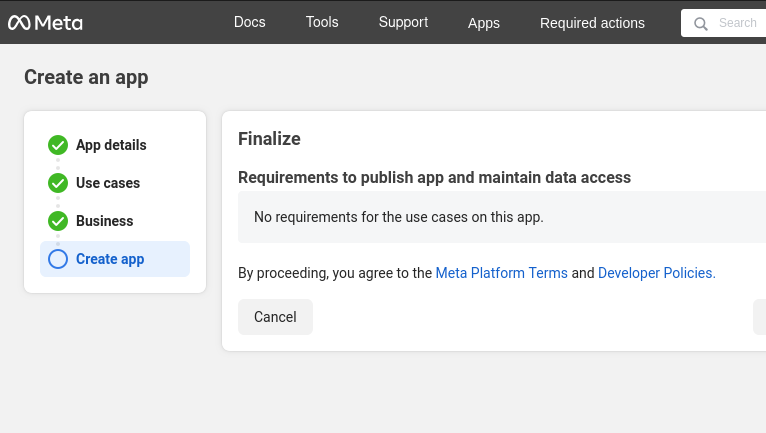 Meta
Docs Tools Support Apps Required actions Search
Create an app
App details
Use cases
Business
Create app
Finalize
Requirements to publish app and maintain data access
No requirements for the use cases on this app.
By proceeding, you agree to the Meta Platform Terms and Developer Policies.
Cancel